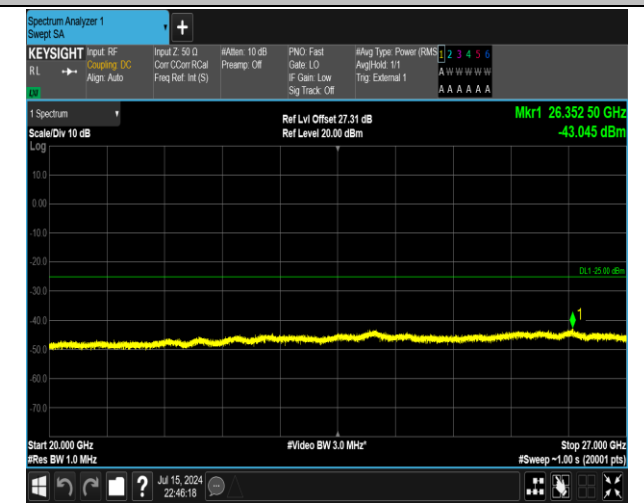 Spectrum Analyzer 1
Swept SA
+
KEYSIGHT
RL
Input: RF
Coupling: DC
Align: Auto
Input Z: 50 Ω
Corr CCorr RCal
Freq Ref: Int (S)
#Atten: 10 dB
Preamp: Off
PNO: Fast
Gate: LO
IF Gain: Low
Sig Track: Off
#Avg Type: Power (RMS
Avg|Hold: 1/1
Trig: External 1
1 2 3 4 5 6
A W W W W W
A A A A A A
1 Spectrum
Scale/Div 10 dB
Ref Lvl Offset 27.31 dB
Ref Level 20.00 dBm
Mkr1 26.352 50 GHz
-43.045 dBm
Log
10.0
0.00
-10.0
-20.0
DL1 -25.00 dBm
-30.0
-40.0
1
-50.0
-60.0
-70.0
Start 20.000 GHz
#Res BW 1.0 MHz
#Video BW 3.0 MHz*
Stop 27.000 GHz
#Sweep ~1.00 s (20001 pts)
?
Jul 15, 2024
22:46:18